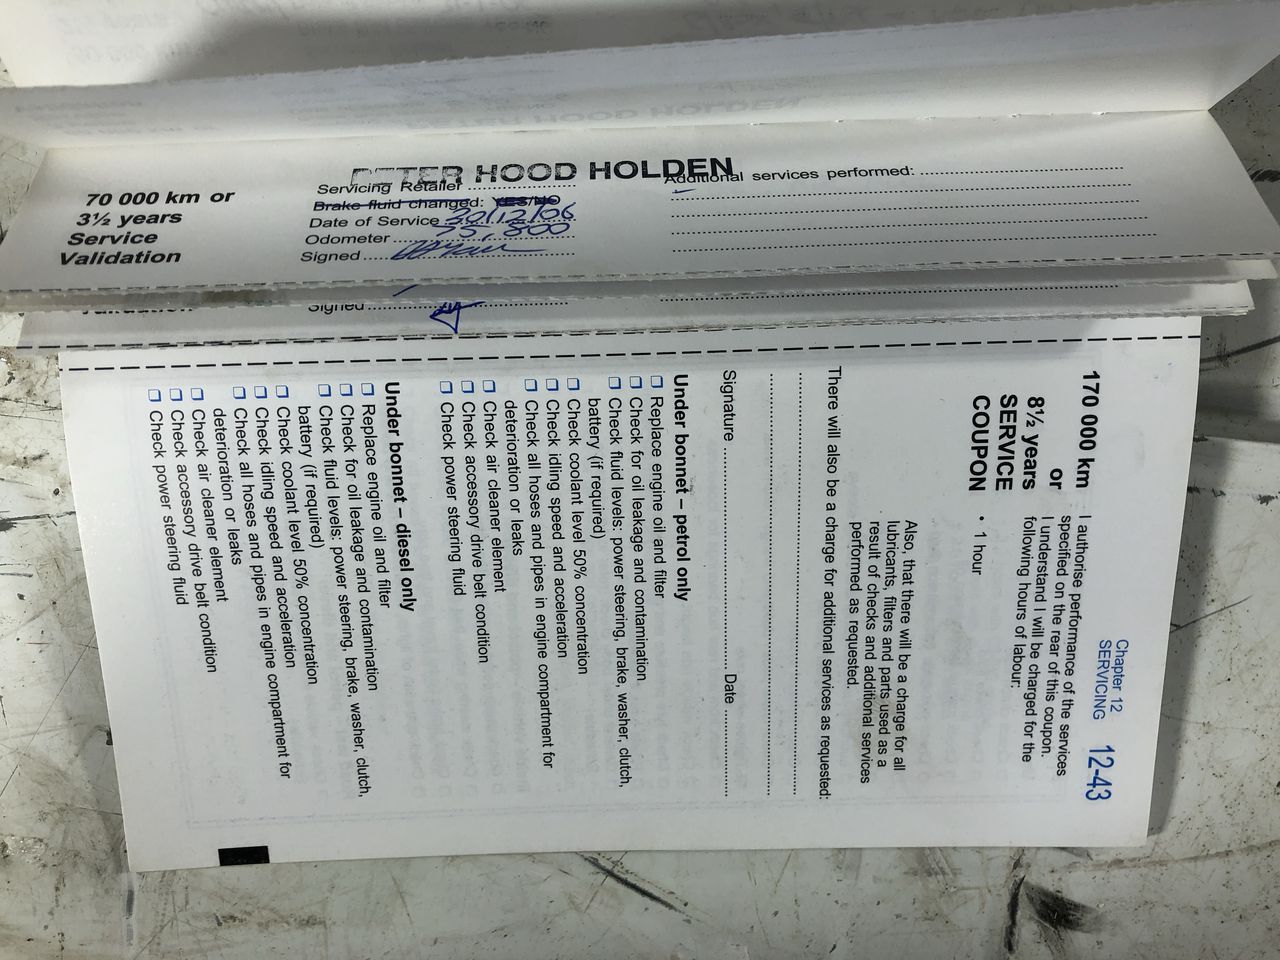 PETER HOOD HOLDEN
70 000 km or
3½ years
Service
Validation
Servicing Retailer
Brake fluid changed: YES/NO
Date of Service 30/12/06
Odometer 75,800
Signed
Additional services performed:
Signed
Chapter 12
SERVICING 12-43
170 000 km
or
8½ years
SERVICE
COUPON
I authorise performance of the services
specified on the rear of this coupon.
I understand I will be charged for the
following hours of labour:
• 1 hour
Also, that there will be a charge for all
lubricants, filters and parts used as a
result of checks and additional services
performed as requested.
There will also be a charge for additional services as requested:
Signature Date
Under bonnet – petrol only
❑ Replace engine oil and filter
❑ Check for oil leakage and contamination
❑ Check fluid levels: power steering, brake, washer, clutch,
battery (if required)
❑ Check coolant level 50% concentration
❑ Check idling speed and acceleration
❑ Check all hoses and pipes in engine compartment for
deterioration or leaks
❑ Check air cleaner element
❑ Check accessory drive belt condition
❑ Check power steering fluid
Under bonnet – diesel only
❑ Replace engine oil and filter
❑ Check for oil leakage and contamination
❑ Check fluid levels: power steering, brake, washer, clutch,
battery (if required)
❑ Check coolant level 50% concentration
❑ Check idling speed and acceleration
❑ Check all hoses and pipes in engine compartment for
deterioration or leaks
❑ Check air cleaner element
❑ Check accessory drive belt condition
❑ Check power steering fluid